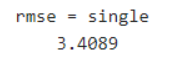 rmse = single
3.4089